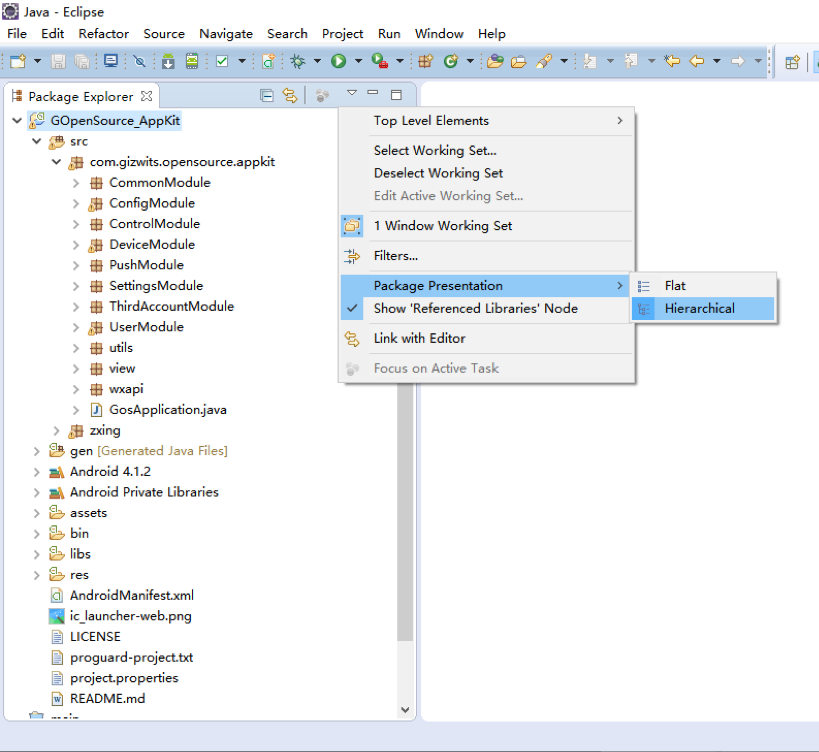 Java - Eclipse
File Edit Refactor Source Navigate Search Project Run Window Help
Package Explorer
GOpenSource_AppKit
src
com.gizwits.opensource.appkit
CommonModule
ConfigModule
ControlModule
DeviceModule
PushModule
SettingsModule
ThirdAccountModule
UserModule
utils
view
wxapi
GosApplication.java
zxing
gen [Generated Java Files]
Android 4.1.2
Android Private Libraries
assets
bin
libs
res
AndroidManifest.xml
ic_launcher-web.png
LICENSE
proguard-project.txt
project.properties
README.md
Top Level Elements
Select Working Set...
Deselect Working Set
Edit Active Working Set...
1 Window Working Set
Filters...
Package Presentation
Show 'Referenced Libraries' Node
Link with Editor
Focus on Active Task
Flat
Hierarchical